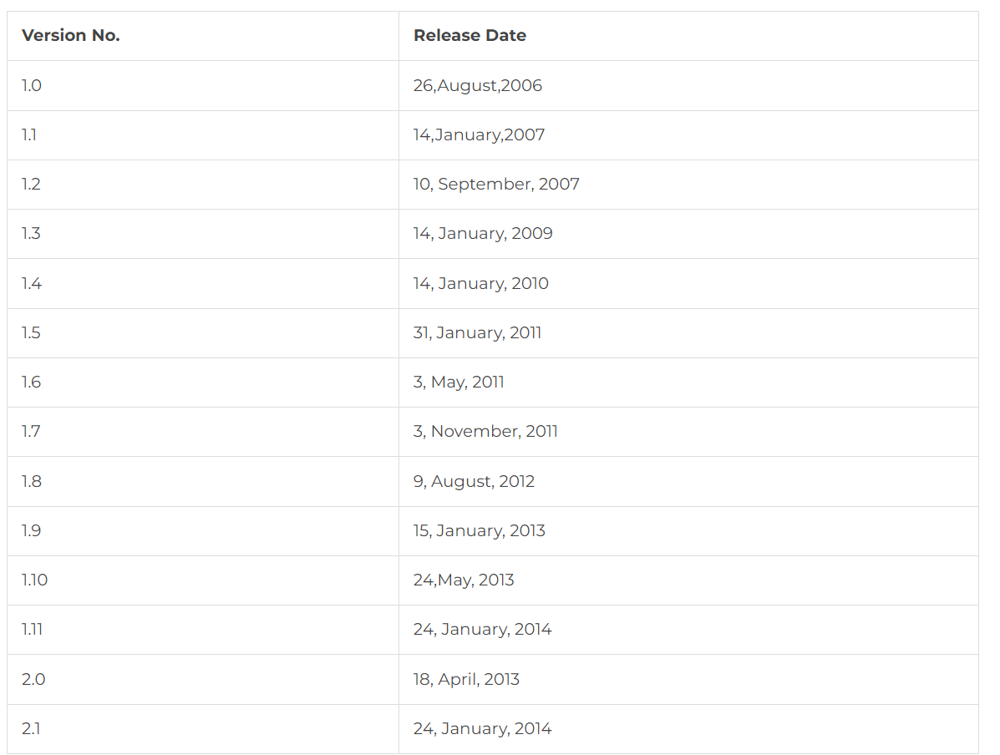 Version No. Release Date
1.0 26,August,2006
1.1 14,January,2007
1.2 10, September, 2007
1.3 14, January, 2009
1.4 14, January, 2010
1.5 31, January, 2011
1.6 3, May, 2011
1.7 3, November, 2011
1.8 9, August, 2012
1.9 15, January, 2013
1.10 24,May, 2013
1.11 24, January, 2014
2.0 18, April, 2013
2.1 24, January, 2014